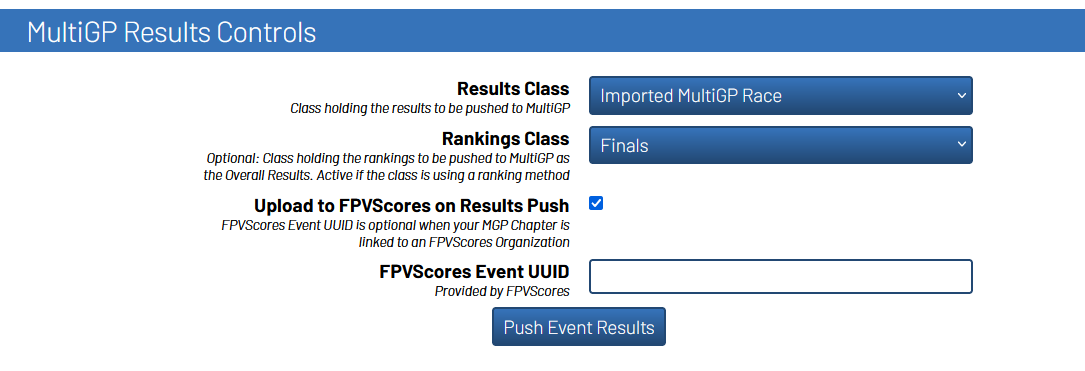 MultiGP Results Controls
Results Class
Class holding the results to be pushed to MultiGP
Imported MultiGP Race
Rankings Class
Optional: Class holding the rankings to be pushed to MultiGP as
the Overall Results. Active if the class is using a ranking method
Finals
Upload to FPVScores on Results Push
FPVScores Event UUID is optional when your MGP Chapter is
linked to an FPVScores Organization
FPVScores Event UUID
Provided by FPVScores
Push Event Results